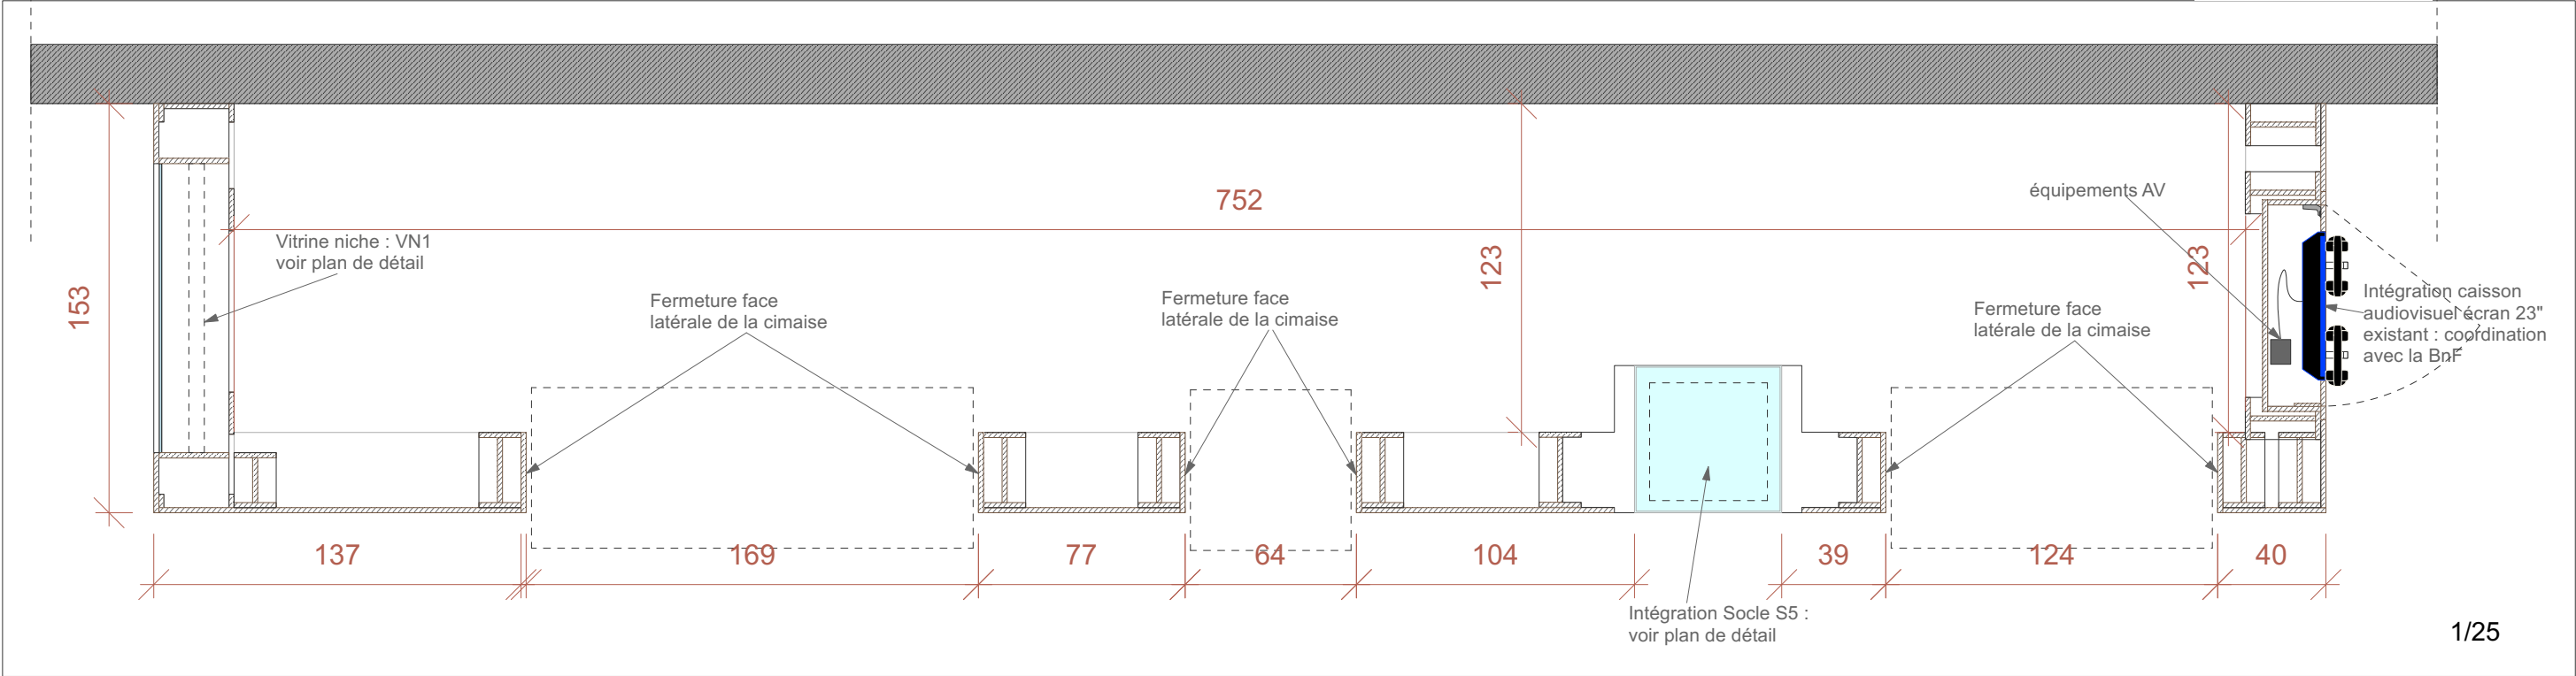 752
équipements AV
Vitrine niche : VN1
voir plan de détail
153
123
123
Fermeture face
latérale de la cimaise
Fermeture face
latérale de la cimaise
Fermeture face
latérale de la cimaise
Intégration caisson
audiovisuel écran 23"
existant : coordination
avec la BnF
137
169
77
64
104
39
124
40
Intégration Socle S5 :
voir plan de détail
1/25